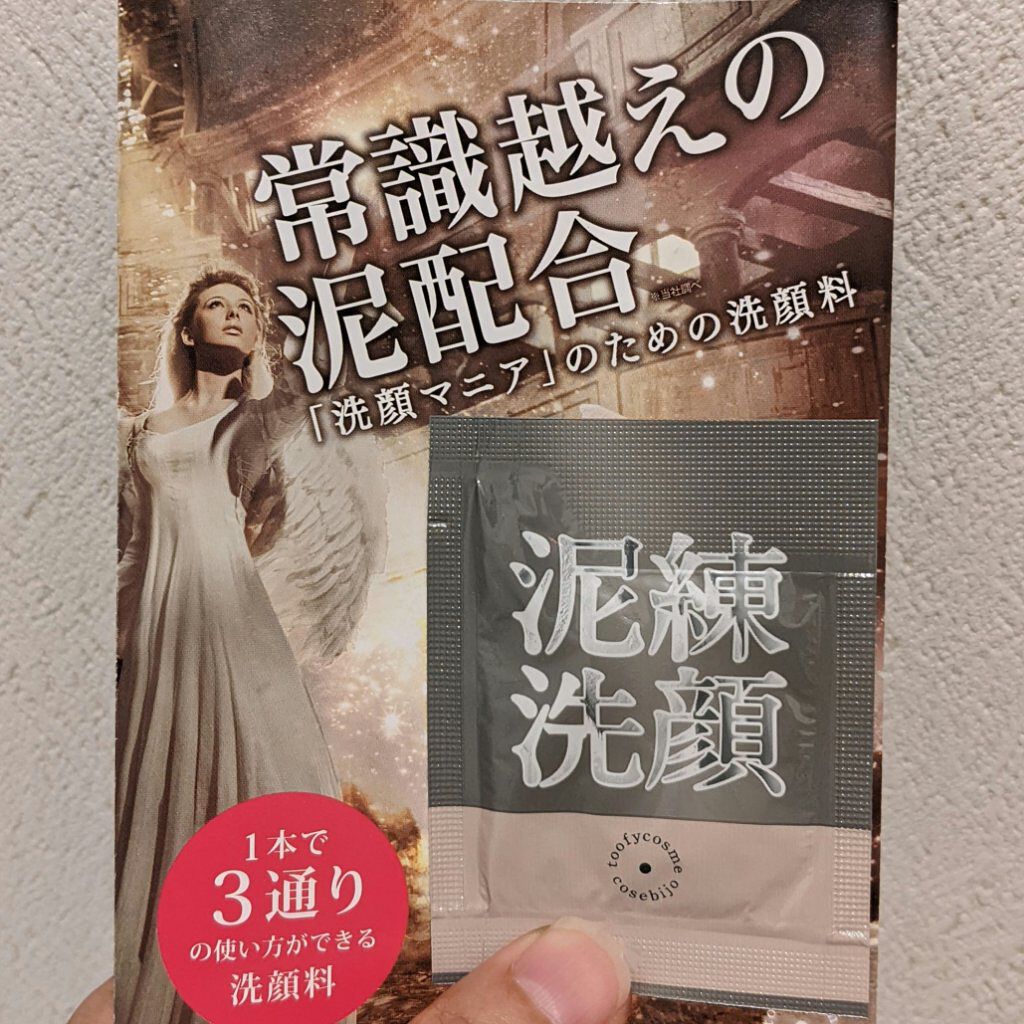 常識越えの
泥配合
※当社調べ
「洗顔マニア」のための洗顔料
泥練
洗顔
toofycosme
cosebijo
1本で
3通り
の使い方ができる
洗顔料